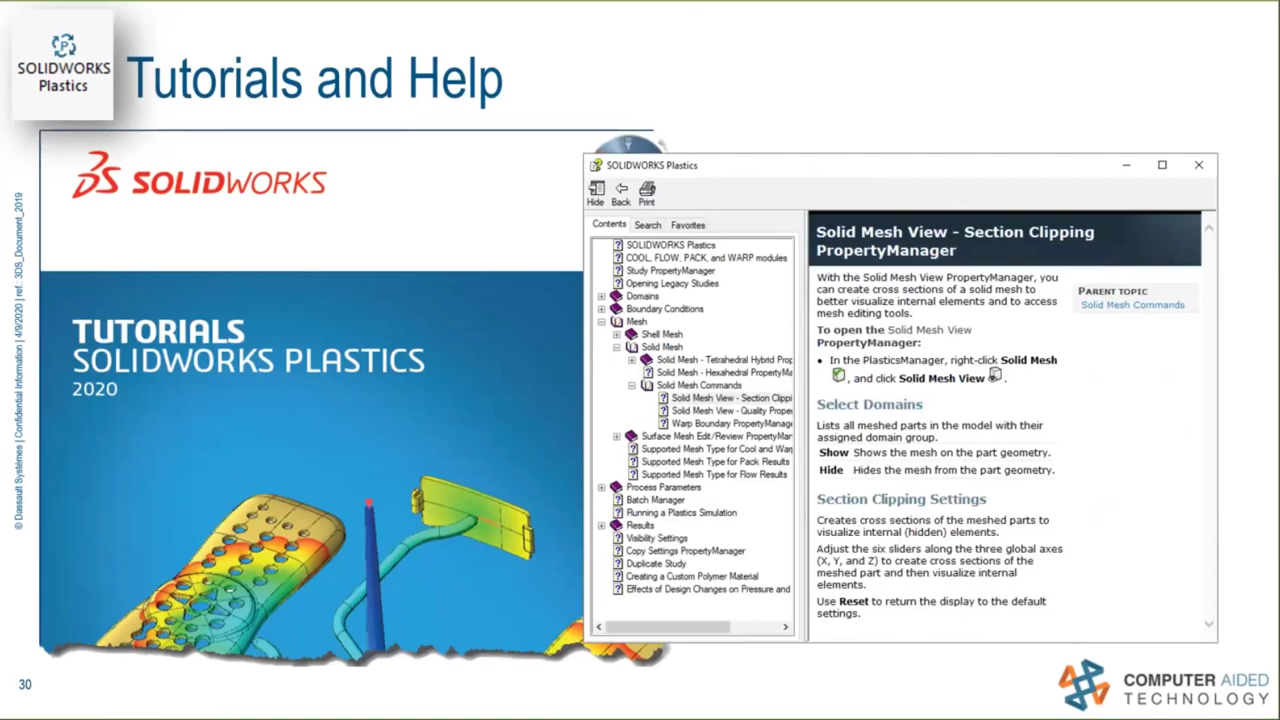 SOLIDWORKS
Plastics
Tutorials and Help
© Dassault Systèmes | Confidential Information | 4/9/2020 | ref.: 3DS_Document_2019
SOLIDWORKS
TUTORIALS
SOLIDWORKS PLASTICS
2020
SOLIDWORKS Plastics
Hide Back Print
Contents Search Favorites
SOLIDWORKS Plastics
COOL, FLOW, PACK, and WARP modules
Study PropertyManager
Opening Legacy Studies
Domains
Boundary Conditions
Mesh
Shell Mesh
Solid Mesh
Solid Mesh - Tetrahedral Hybrid Prop
Solid Mesh - Hexahedral PropertyMa
Solid Mesh Commands
Solid Mesh View - Section Clippi
Solid Mesh View - Quality Proper
Warp Boundary PropertyManage
Surface Mesh Edit/Review PropertyMan
Supported Mesh Type for Cool and War
Supported Mesh Type for Pack Results
Supported Mesh Type for Flow Results
Process Parameters
Batch Manager
Running a Plastics Simulation
Results
Visibility Settings
Copy Settings PropertyManager
Duplicate Study
Creating a Custom Polymer Material
Effects of Design Changes on Pressure and
Solid Mesh View - Section Clipping
PropertyManager
With the Solid Mesh View PropertyManager, you
can create cross sections of a solid mesh to
better visualize internal elements and to access
mesh editing tools.
PARENT TOPIC
Solid Mesh Commands
To open the Solid Mesh View
PropertyManager:
• In the PlasticsManager, right-click Solid Mesh
, and click Solid Mesh View .
Select Domains
Lists all meshed parts in the model with their
assigned domain group.
Show Shows the mesh on the part geometry.
Hide Hides the mesh from the part geometry.
Section Clipping Settings
Creates cross sections of the meshed parts to
visualize internal (hidden) elements.
Adjust the six sliders along the three global axes
(X, Y, and Z) to create cross sections of the
meshed part and then visualize internal
elements.
Use Reset to return the display to the default
settings.
30
COMPUTER AIDED
TECHNOLOGY